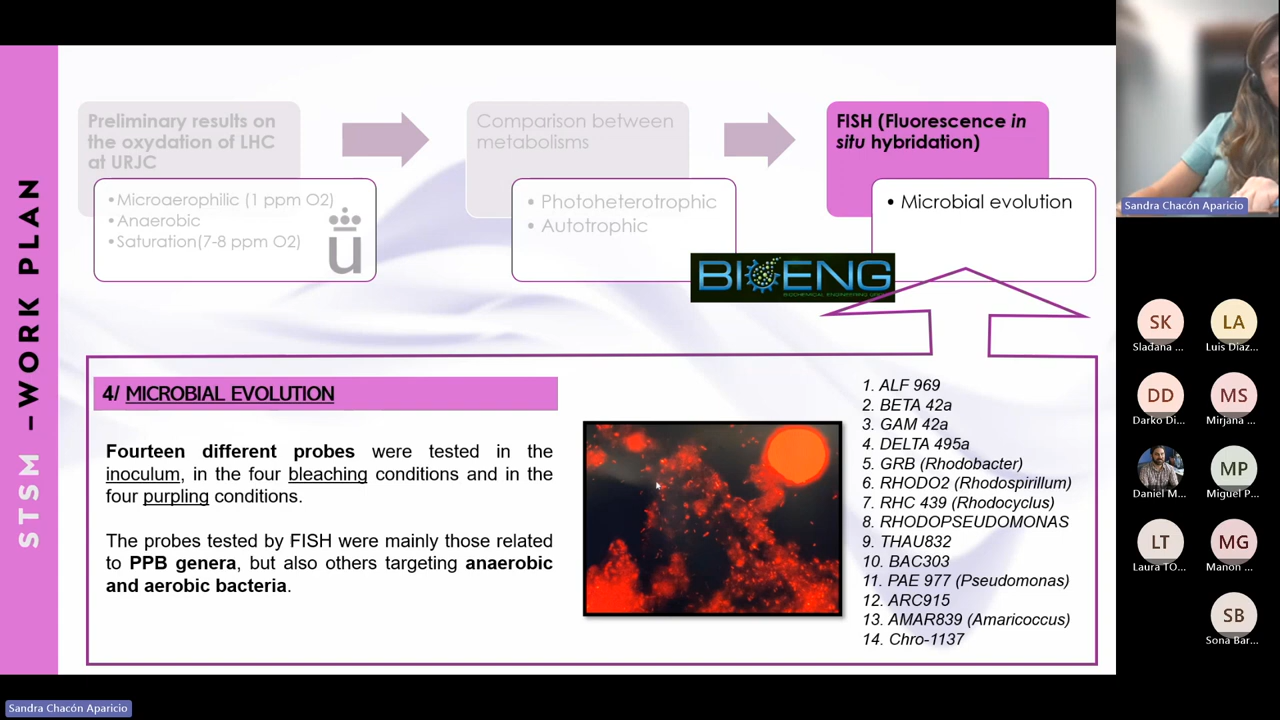 STSM –WORK PLAN
Preliminary results on
the oxydation of LHC
at URJC
•Microaerophilic (1 ppm O2)
•Anaerobic
•Saturation(7-8 ppm O2)
u
Comparison between
metabolisms
• Photoheterotrophic
• Autotrophic
BIOENG
FISH (Fluorescence in
situ hybridation)
• Microbial evolution
4/ MICROBIAL EVOLUTION
Fourteen different probes were tested in the
inoculum, in the four bleaching conditions and in the
four purpling conditions.
The probes tested by FISH were mainly those related
to PPB genera, but also others targeting anaerobic
and aerobic bacteria.
1. ALF 969
2. BETA 42a
3. GAM 42a
4. DELTA 495a
5. GRB (Rhodobacter)
6. RHODO2 (Rhodospirillum)
7. RHC 439 (Rhodocyclus)
8. RHODOPSEUDOMONAS
9. THAU832
10. BAC303
11. PAE 977 (Pseudomonas)
12. ARC915
13. AMAR839 (Amaricoccus)
14. Chro-1137
Sandra Chacón Aparicio
SK
Sladana ...
LA
Luis Diaz...
DD
Darko Di...
MS
Mirjana ...
Daniel M...
MP
Miguel P...
LT
Laura TO...
MG
Manon ...
SB
Sona Bar...
Sandra Chacón Aparicio